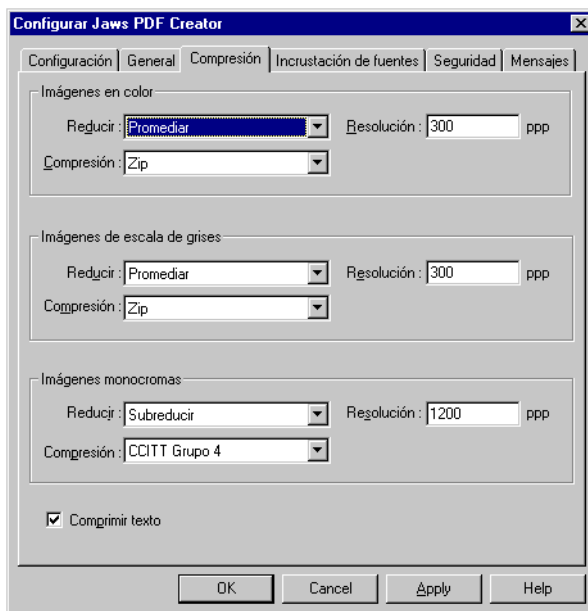 Configurar Jaws PDF Creator
Configuración General Compresión Incrustación de fuentes Seguridad Mensajes
Imágenes en color
Reducir : Promediar Resolución : 300 ppp
Compresión : Zip
Imágenes de escala de grises
Reducir : Promediar Resolución : 300 ppp
Compresión : Zip
Imágenes monocromas
Reducir : Subreducir Resolución : 1200 ppp
Compresión : CCITT Grupo 4
Comprimir texto
OK Cancel Apply Help